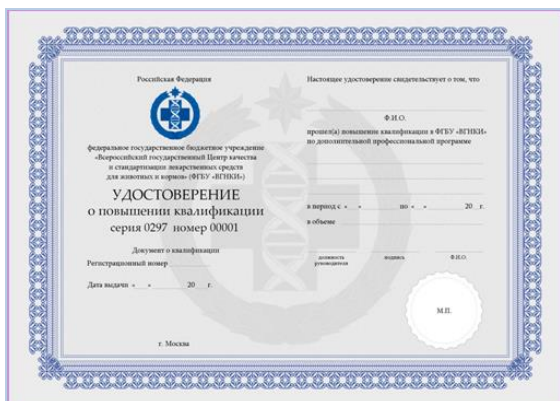 Российская Федерация
федеральное государственное бюджетное учреждение
«Всероссийский государственный Центр качества
и стандартизации лекарственных средств
для животных и кормов» (ФГБУ «ВГНКИ»)
УДОСТОВЕРЕНИЕ
о повышении квалификации
серия 0297 номер 00001
Документ о квалификации
Регистрационный номер
Дата выдачи « » 20 г.
г. Москва
Настоящее удостоверение свидетельствует о том, что
Ф.И.О.
прошел(а) повышение квалификации в ФГБУ «ВГНКИ»
по дополнительной профессиональной программе
в период с « » по « » 20 г.
в объеме
должность руководителя подпись Ф.И.О.
М.П.